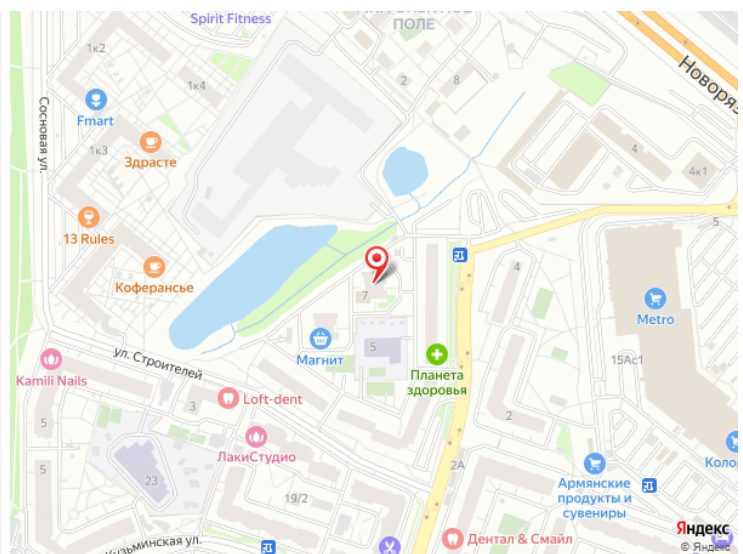 Spirit Fitness
ПОЛЕ
1к2
2
8
Новоряз
1к4
Fmart
Сосновая ул.
4
Здрасте
1к3
4к1
13 Rules
5
Коферансье
4
7
Metro
Магнит
5
15Ас1
ул. Строителей
Планета
здоровья
Kamili Nails
Loft-dent
3
2
5
ЛакиСтудио
Колор
2А
5
23
Армянские
продукты и
сувениры
19/2
Кузьминская ул.
Дентал & Смайл
Яндекс
© Яндекс